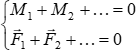 M₁ + M₂ + … = 0
F⃗₁ + F⃗₂ + … = 0